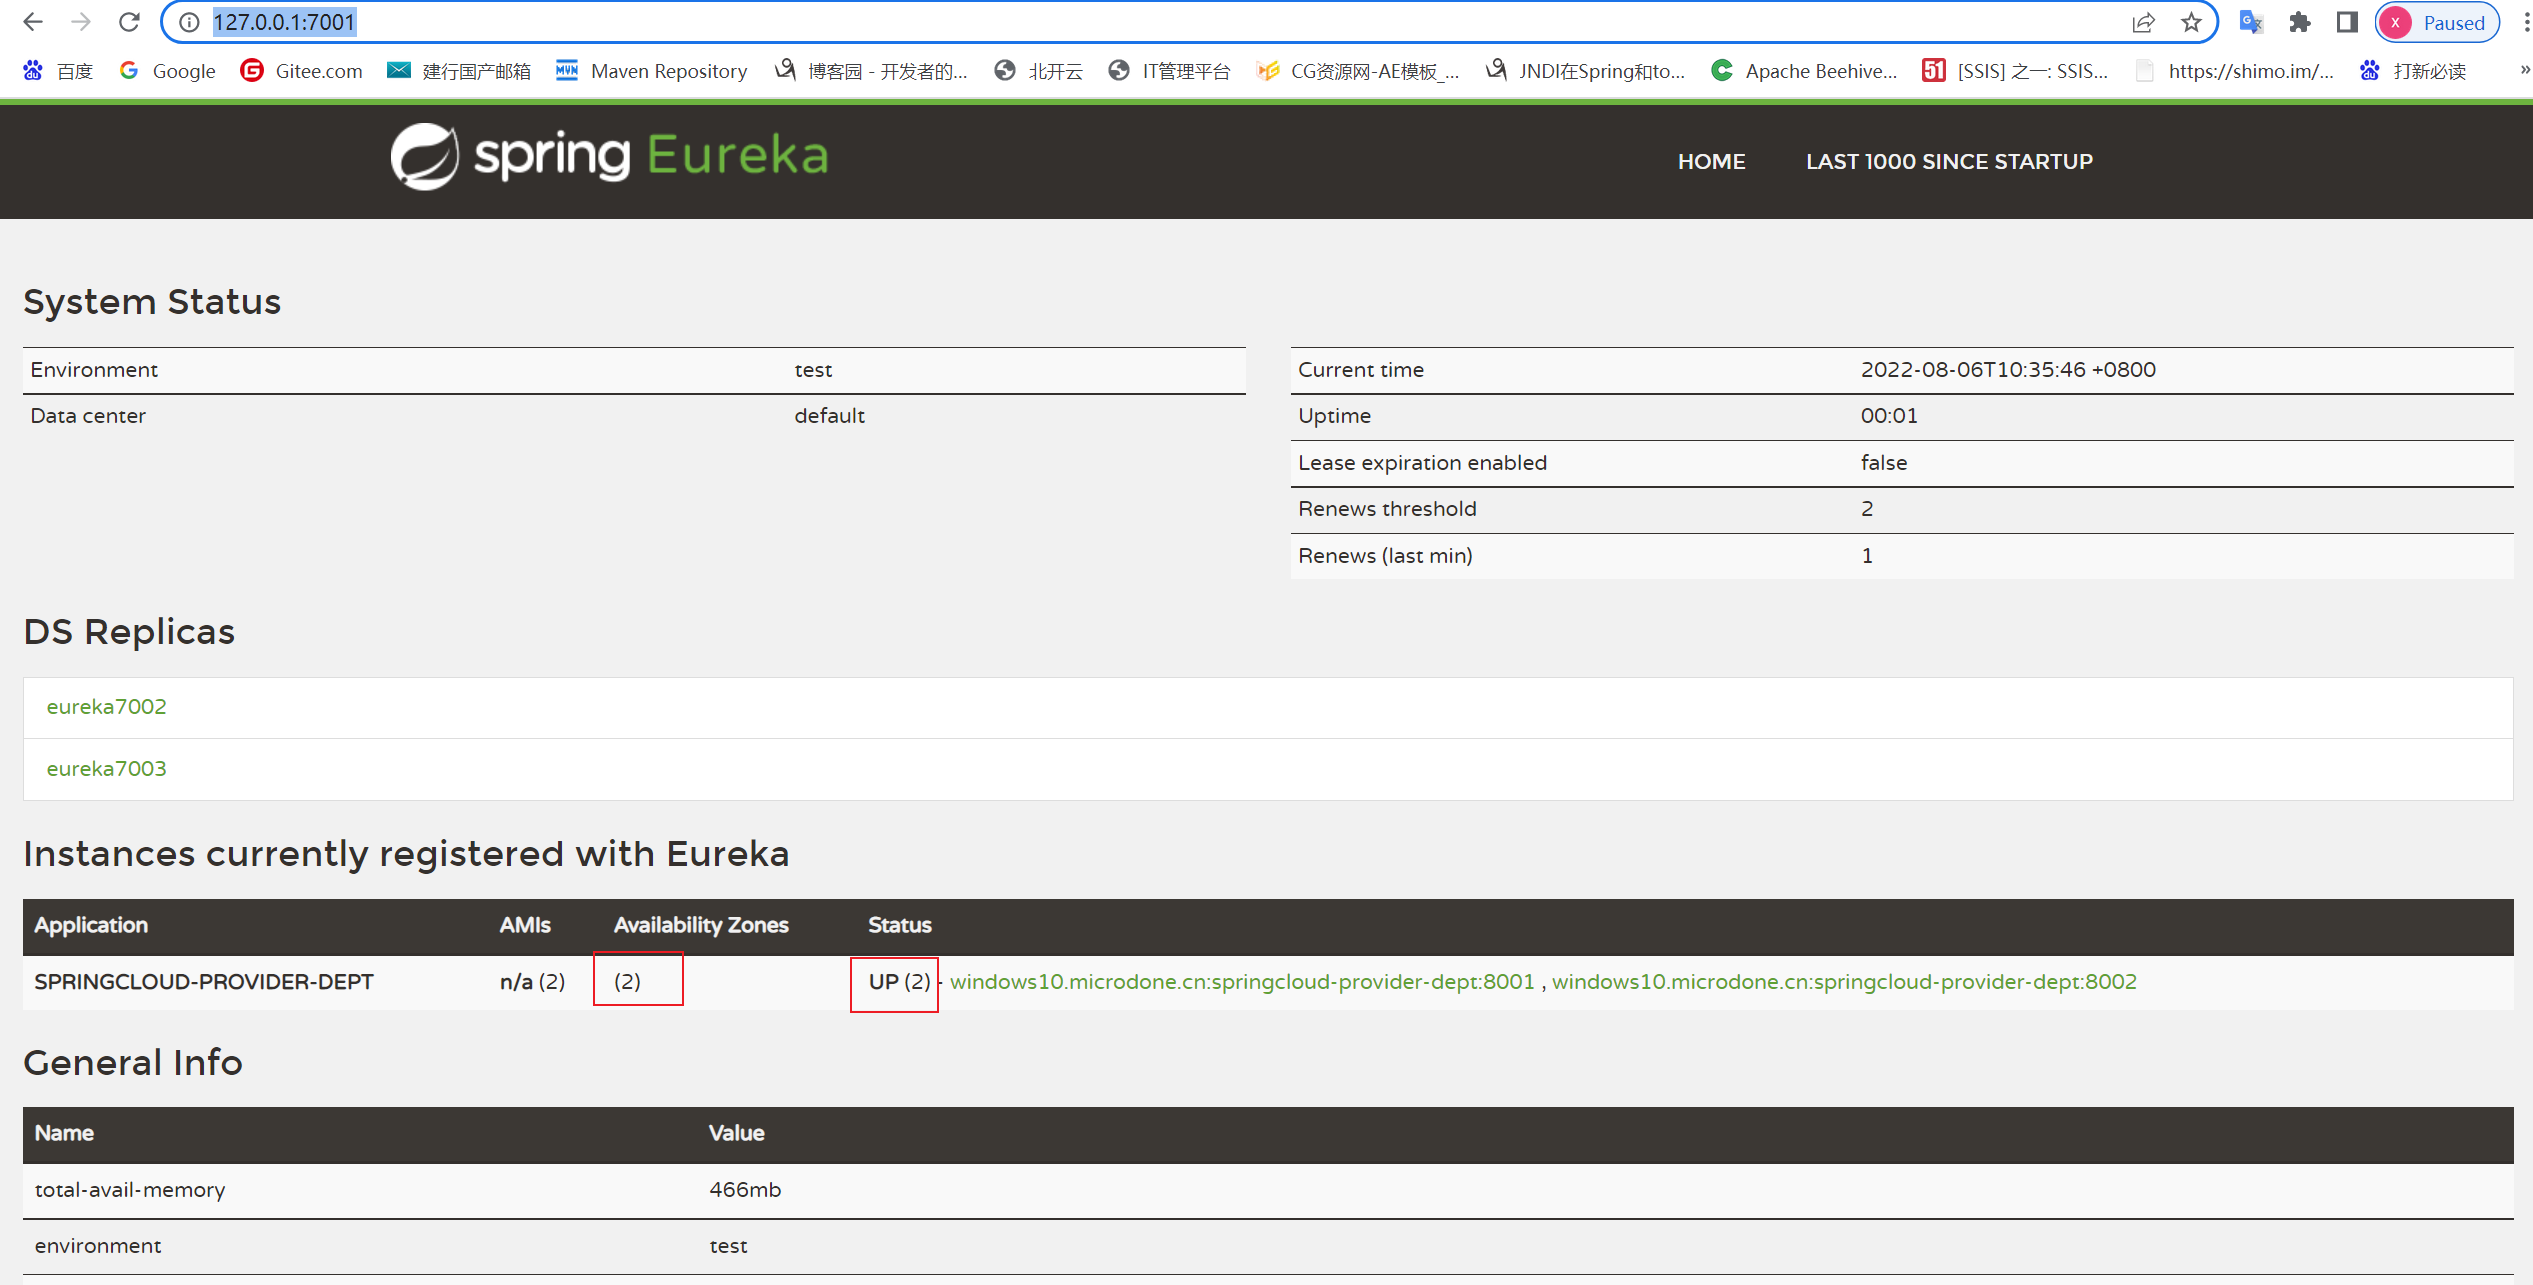 127.0.0.1:7001
Paused
百度 Google Gitee.com 建行国产邮箱 Maven Repository 博客园 - 开发者的... 北开云 IT管理平台 CG资源网-AE模板_... JNDI在Spring和to... Apache Beehive... [SSIS] 之一: SSIS... https://shimo.im/... 打新必读 »
spring Eureka
HOME LAST 1000 SINCE STARTUP
System Status
Environment test
Data center default
Current time 2022-08-06T10:35:46 +0800
Uptime 00:01
Lease expiration enabled false
Renews threshold 2
Renews (last min) 1
DS Replicas
eureka7002
eureka7003
Instances currently registered with Eureka
Application AMIs Availability Zones Status
SPRINGCLOUD-PROVIDER-DEPT n/a (2) (2) UP (2) - windows10.microdone.cn:springcloud-provider-dept:8001 , windows10.microdone.cn:springcloud-provider-dept:8002
General Info
Name Value
total-avail-memory 466mb
environment test